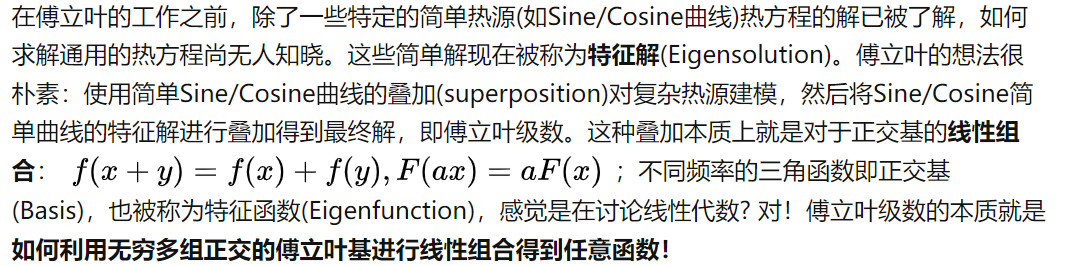 在傅立叶的工作之前，除了一些特定的简单热源(如Sine/Cosine曲线)热方程的解已被了解，如何
求解通用的热方程尚无人知晓。这些简单解现在被称为特征解(Eigensolution)。傅立叶的想法很
朴素：使用简单Sine/Cosine曲线的叠加(superposition)对复杂热源建模，然后将Sine/Cosine简
单曲线的特征解进行叠加得到最终解，即傅立叶级数。这种叠加本质上就是对于正交基的线性组
合： f(x + y) = f(x) + f(y), F(ax) = aF(x) ；不同频率的三角函数即正交基
(Basis)，也被称为特征函数(Eigenfunction)，感觉是在讨论线性代数? 对！傅立叶级数的本质就是
如何利用无穷多组正交的傅立叶基进行线性组合得到任意函数！